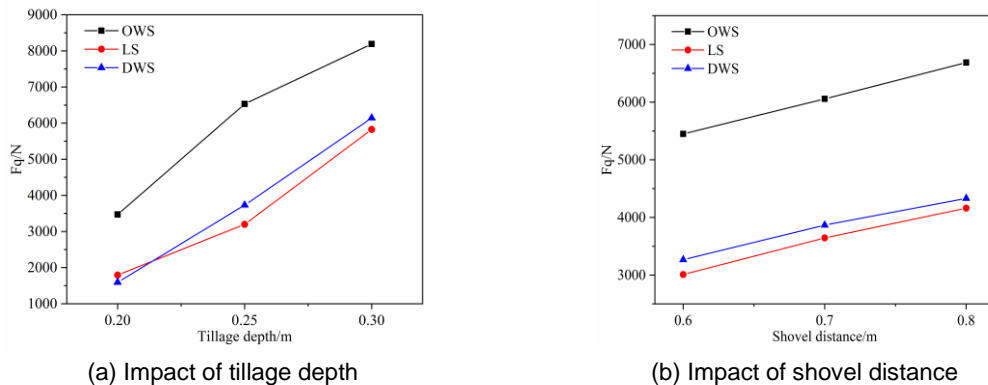 9000
8000
7000
6000
5000
4000
3000
2000
1000
Fq/N
OWS
LS
DWS
0.20
0.25
0.30
Tillage depth/m
(a) Impact of tillage depth
7000
6000
5000
4000
3000
Fq/N
OWS
LS
DWS
0.6
0.7
0.8
Shovel distance/m
(b) Impact of shovel distance